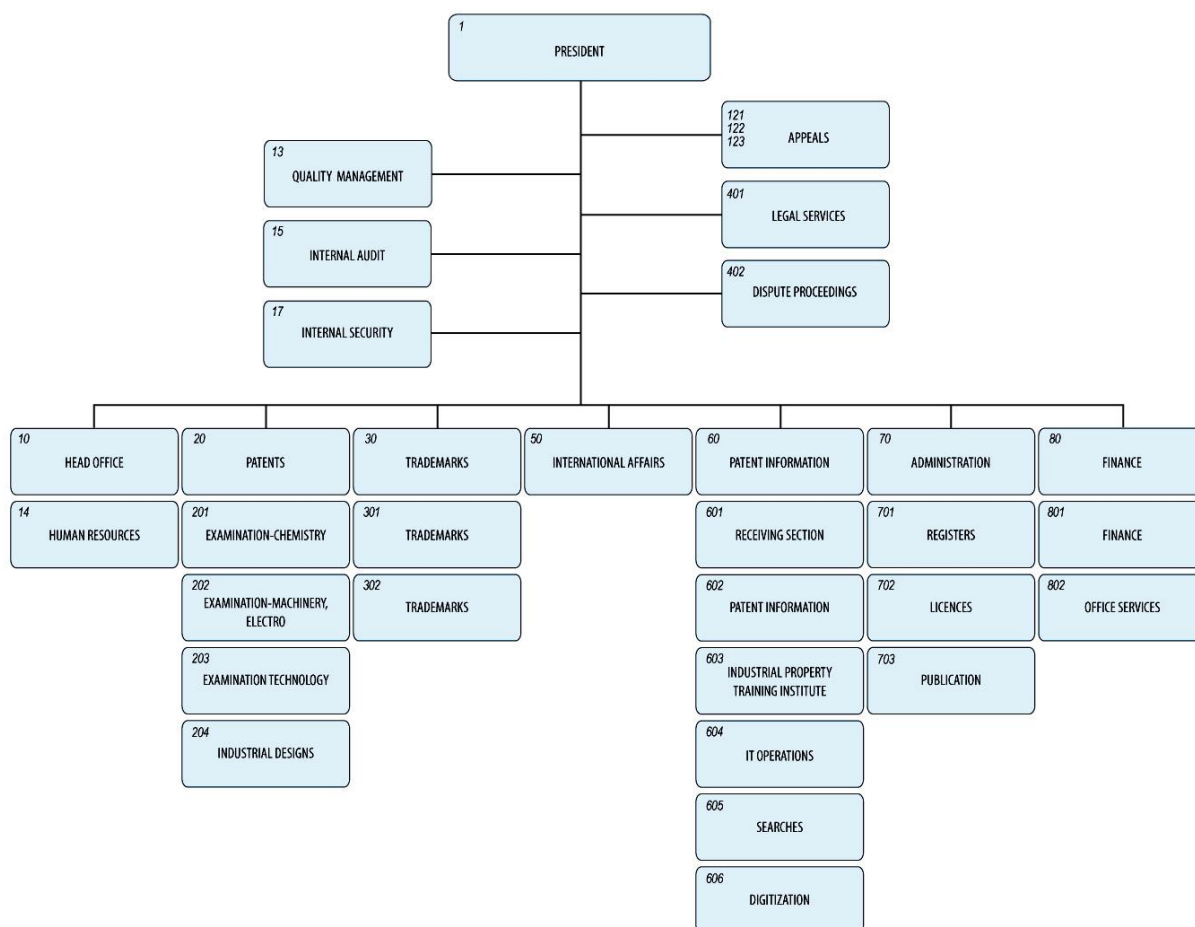 1
PRESIDENT
121
122
123
APPEALS
13
QUALITY MANAGEMENT
401
LEGAL SERVICES
15
INTERNAL AUDIT
402
DISPUTE PROCEEDINGS
17
INTERNAL SECURITY
10
HEAD OFFICE
20
PATENTS
30
TRADEMARKS
50
INTERNATIONAL AFFAIRS
60
PATENT INFORMATION
70
ADMINISTRATION
80
FINANCE
14
HUMAN RESOURCES
201
EXAMINATION-CHEMISTRY
301
TRADEMARKS
601
RECEIVING SECTION
701
REGISTERS
801
FINANCE
202
EXAMINATION-MACHINERY,
ELECTRO
302
TRADEMARKS
602
PATENT INFORMATION
702
LICENCES
802
OFFICE SERVICES
203
EXAMINATION TECHNOLOGY
603
INDUSTRIAL PROPERTY
TRAINING INSTITUTE
703
PUBLICATION
204
INDUSTRIAL DESIGNS
604
IT OPERATIONS
605
SEARCHES
606
DIGITIZATION